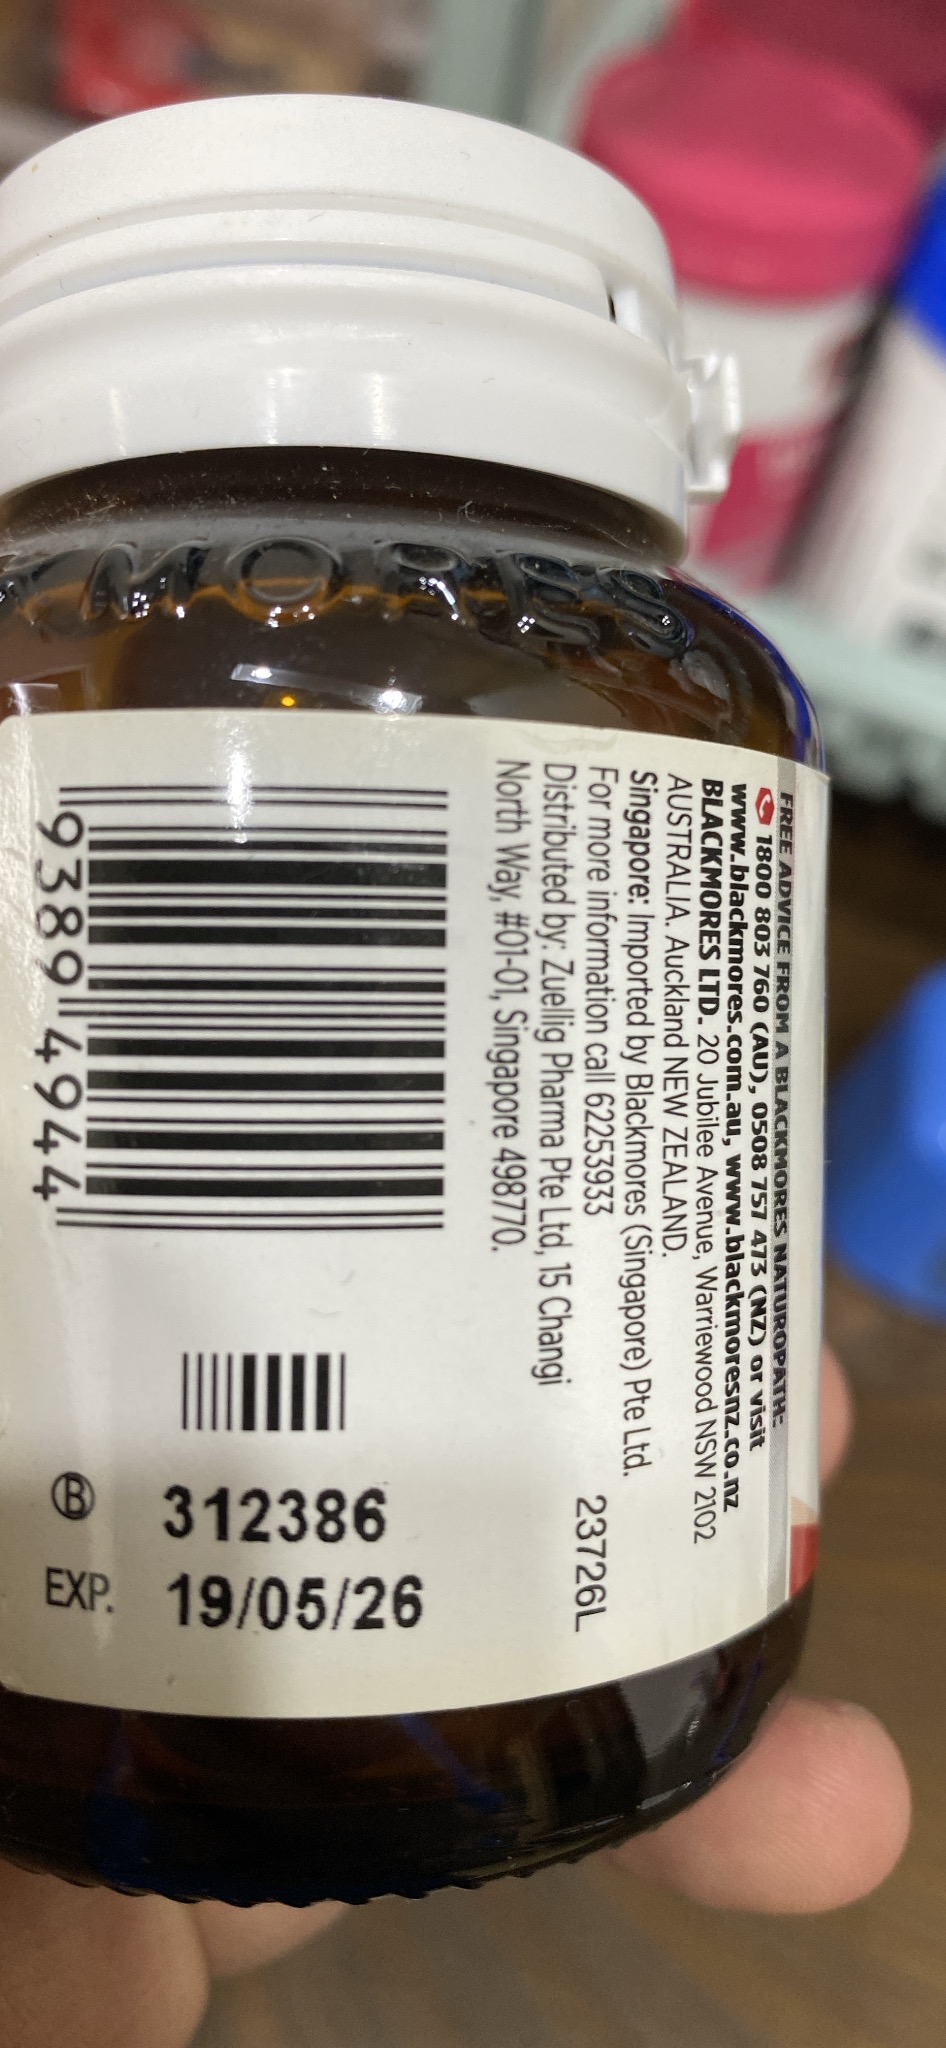 MORES
FREE ADVICE FROM A BLACKMORES NATUROPATH:
1800 803 760 (AU), 0508 757 473 (NZ) or visit
www.blackmores.com.au, www.blackmoresnz.co.nz
BLACKMORES LTD. 20 Jubilee Avenue, Warriewood NSW 2102
AUSTRALIA. Auckland NEW ZEALAND.
Singapore: Imported by Blackmores (Singapore) Pte Ltd.
For more information call 62253933
Distributed by: Zuellig Pharma Pte Ltd, 15 Changi
North Way, #01-01, Singapore 498770.
23726L
9389 4944
B 312386
EXP. 19/05/26